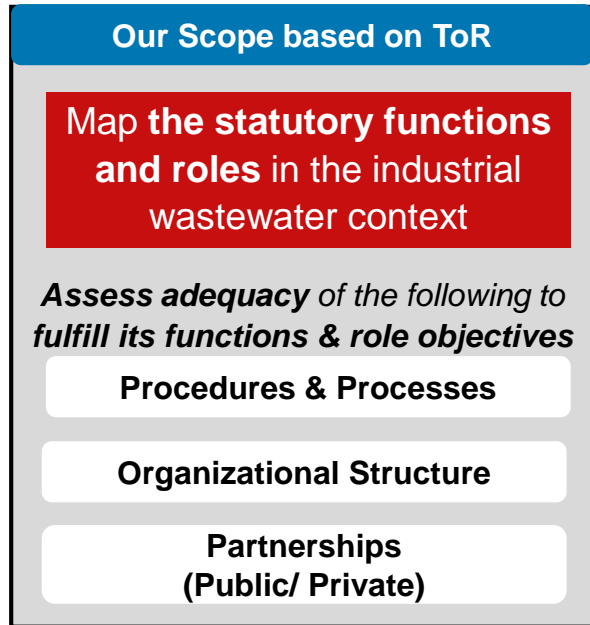 Our Scope based on ToR
Map the statutory functions
and roles in the industrial
wastewater context
Assess adequacy of the following to
fulfill its functions & role objectives
Procedures & Processes
Organizational Structure
Partnerships
(Public/ Private)